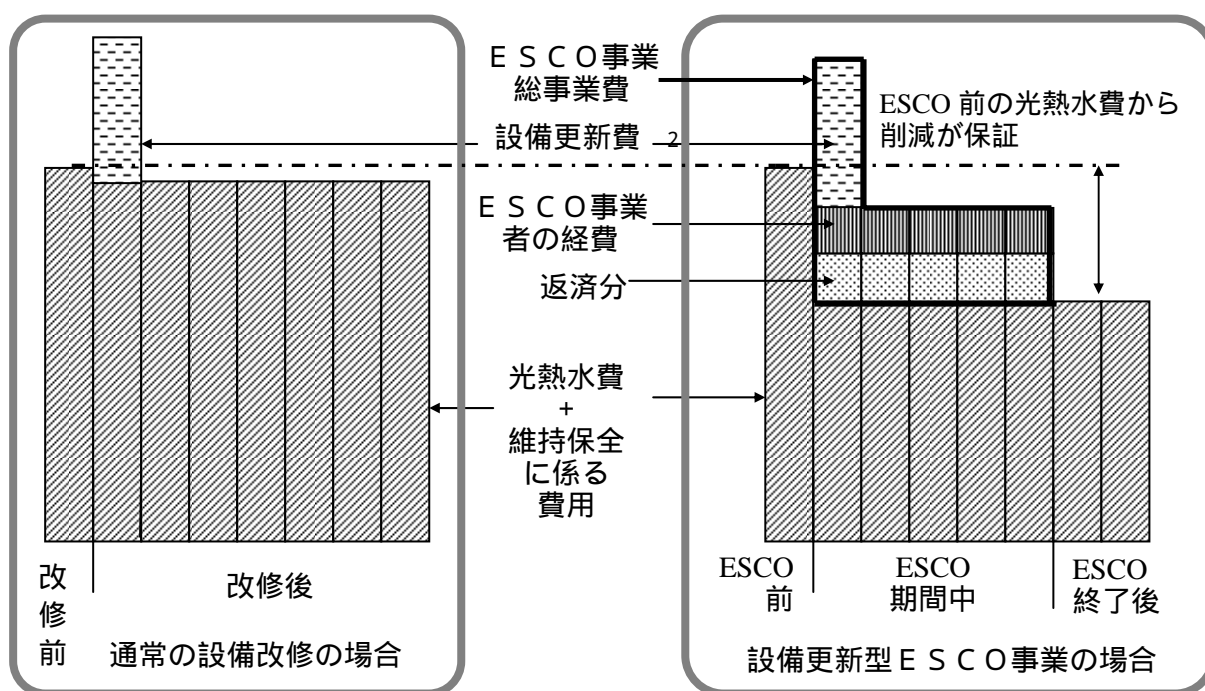 ＥＳＣＯ事業
総事業費
設備更新費 2
ESCO 前の光熱水費から
削減が保証
ＥＳＣＯ事業
者の経費
返済分
光熱水費
+
維持保全
に係る
費用
改
修
前
改修後
通常の設備改修の場合
ESCO
前
ESCO
期間中
ESCO
終了後
設備更新型ＥＳＣＯ事業の場合